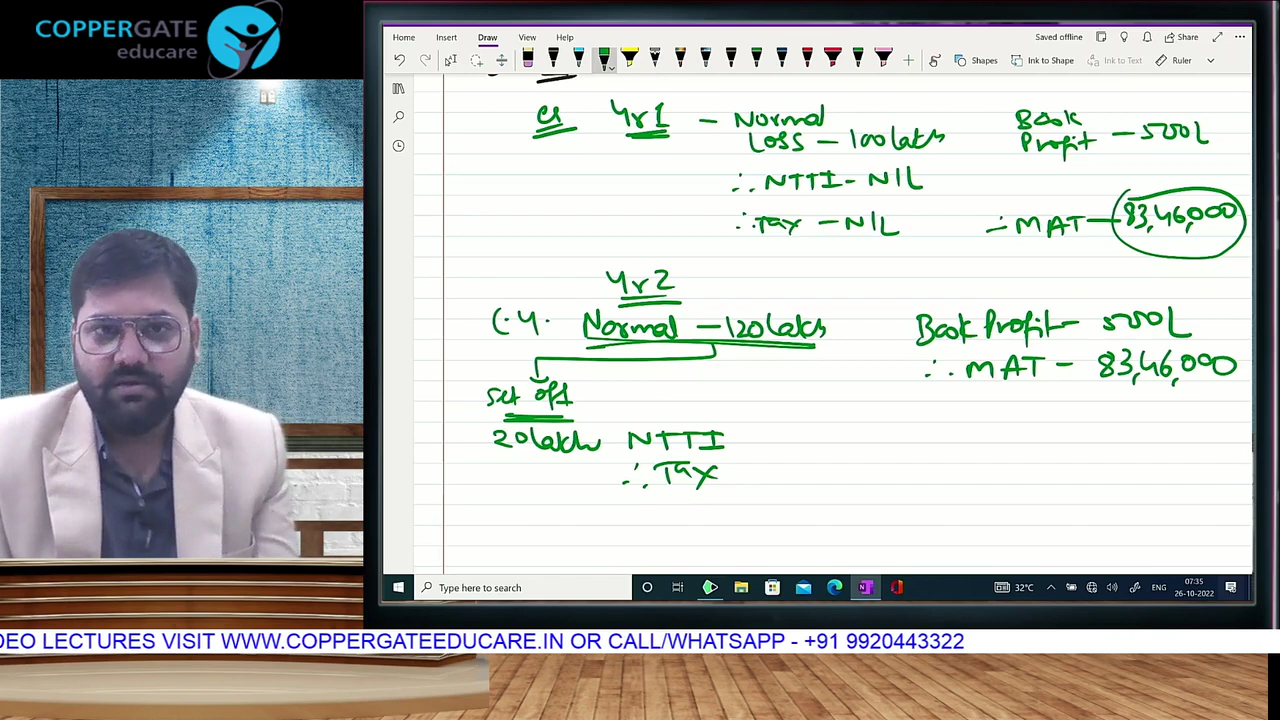 COPPERGATE
educare
Home Insert Draw View Help
Saved offline
Share
Shapes
Ink to Shape
Ink to Text
Ruler
eg Yr1 - Normal
Loss - 100 lakhs
Book
Profit - 500L
∴ NTTI - NIL
∴ Tax - NIL
∴ MAT - 83,46,000
Yr2
C.Y. Normal - 120 lakhs
Book Profit - 500L
∴ MAT - 83,46,000
set off
20 lakhs NTTI
∴ Tax
Type here to search
32°C
ENG
07:35
26-10-2022
DEO LECTURES VISIT WWW.COPPERGATEEDUCARE.IN OR CALL/WHATSAPP - +91 9920443322